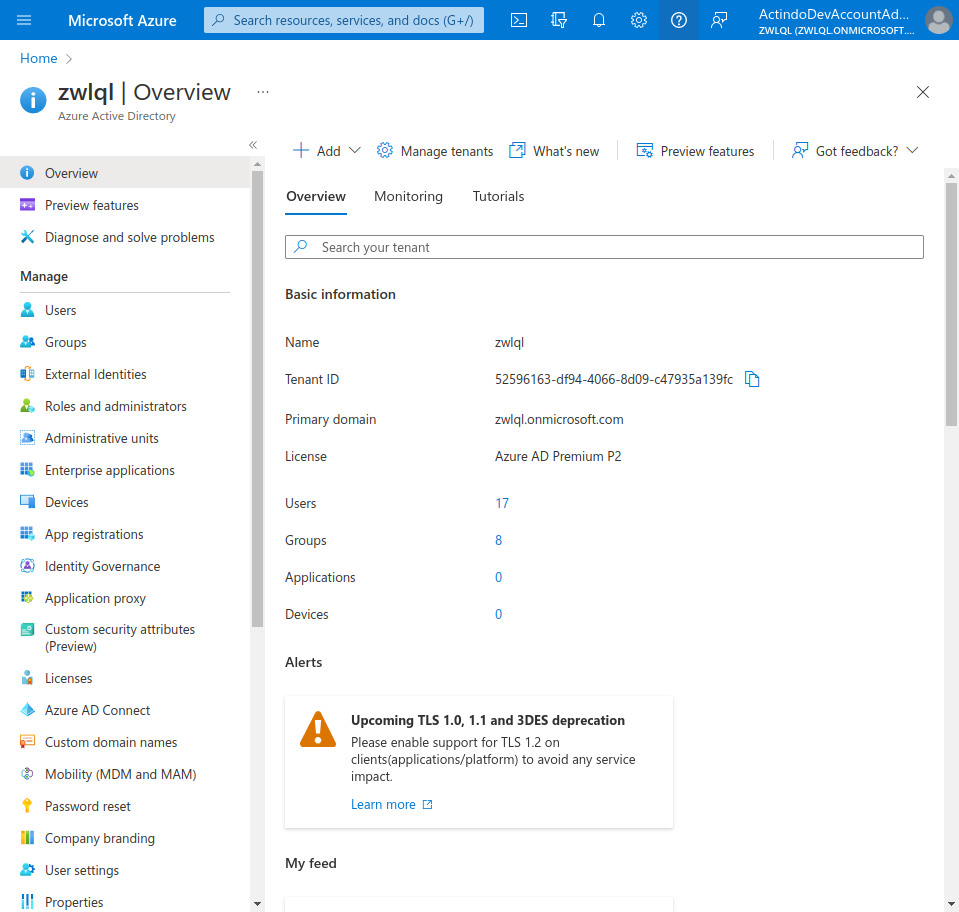 Microsoft Azure
Search resources, services, and docs (G+/)
ActindoDevAccountAd...
ZWLQL (ZWLQL.ONMICROSOFT....
Home
zwlql | Overview
...
Azure Active Directory
Overview
Preview features
Diagnose and solve problems
Manage
Users
Groups
External Identities
Roles and administrators
Administrative units
Enterprise applications
Devices
App registrations
Identity Governance
Application proxy
Custom security attributes
(Preview)
Licenses
Azure AD Connect
Custom domain names
Mobility (MDM and MAM)
Password reset
Company branding
User settings
Properties
Add
Manage tenants
What's new
Preview features
Got feedback?
Overview
Monitoring
Tutorials
Search your tenant
Basic information
Name zwlql
Tenant ID 52596163-df94-4066-8d09-c47935a139fc
Primary domain zwlql.onmicrosoft.com
License Azure AD Premium P2
Users 17
Groups 8
Applications 0
Devices 0
Alerts
Upcoming TLS 1.0, 1.1 and 3DES deprecation
Please enable support for TLS 1.2 on
clients(applications/platform) to avoid any service
impact.
Learn more
My feed